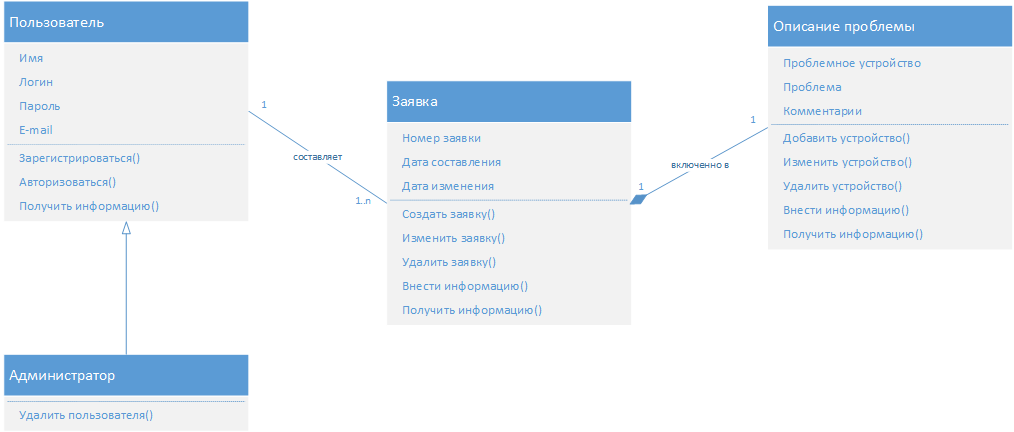 Пользователь
Имя
Логин
Пароль
E-mail
Зарегистрироваться()
Авторизоваться()
Получить информацию()
1
составляет
1..n
Заявка
Номер заявки
Дата составления
Дата изменения
Создать заявку()
Изменить заявку()
Удалить заявку()
Внести информацию()
Получить информацию()
1
включенно в
1
Описание проблемы
Проблемное устройство
Проблема
Комментарии
Добавить устройство()
Изменить устройство()
Удалить устройство()
Внести информацию()
Получить информацию()
Администратор
Удалить пользователя()